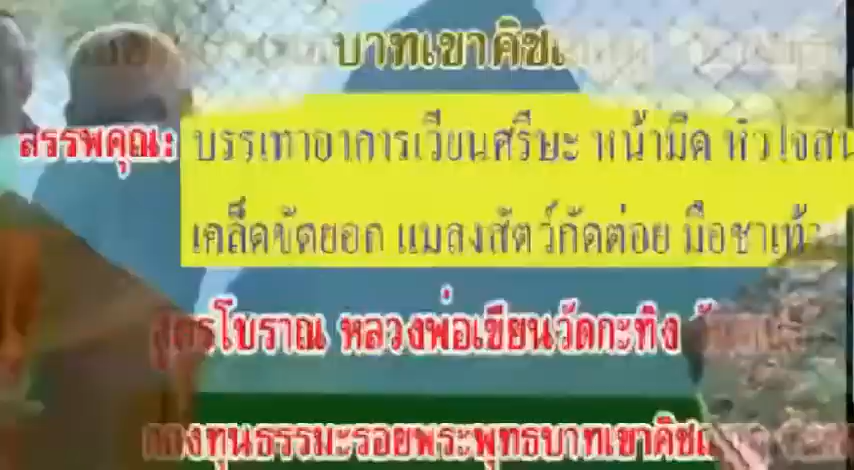 บาทเขาคิช
สรรพคุณ: บรรเทาอาการเวียนศรีษะ หน้ามืด หัวใจสั่น
เคล็ดขัดยอก แมลงสัตว์กัดต่อย มือชาเท้า
สูตรโบราณ หลวงพ่อเขียนวัดกะทิง
กองทุนธรรมะรอยพระพุทธบาทเขาคิช